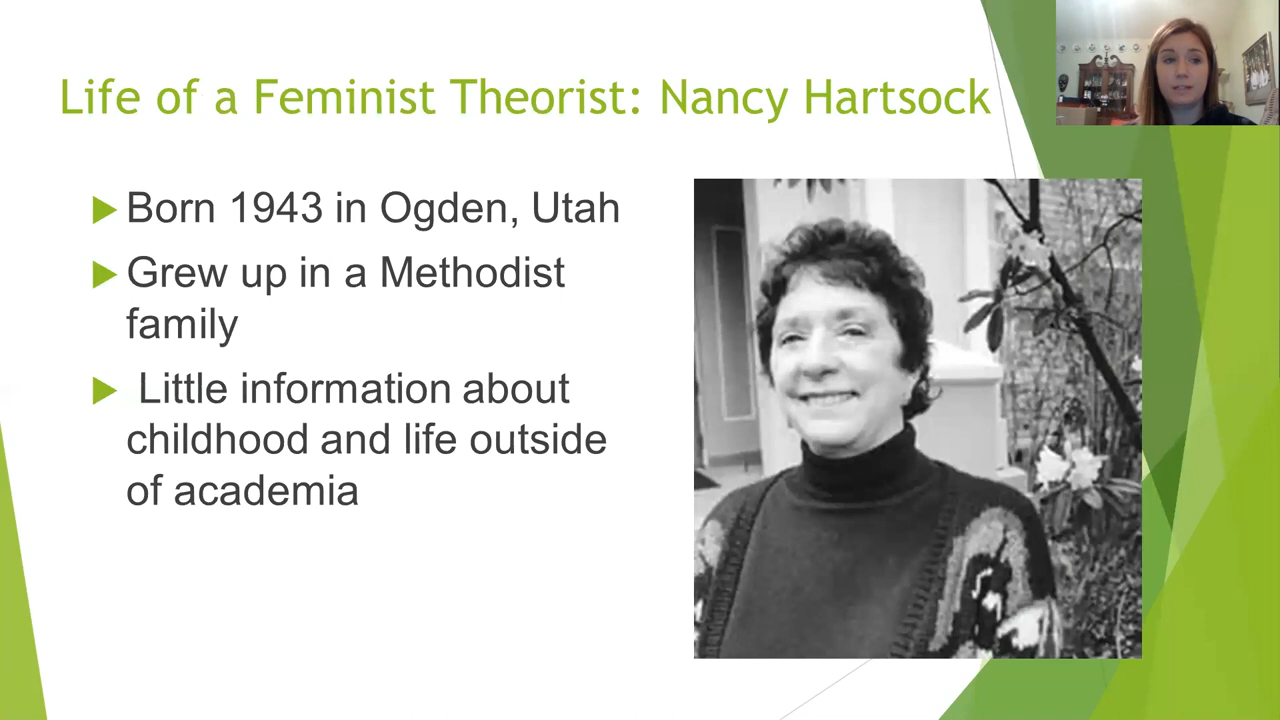 Life of a Feminist Theorist: Nancy Hartsock
Born 1943 in Ogden, Utah
Grew up in a Methodist
family
Little information about
childhood and life outside
of academia